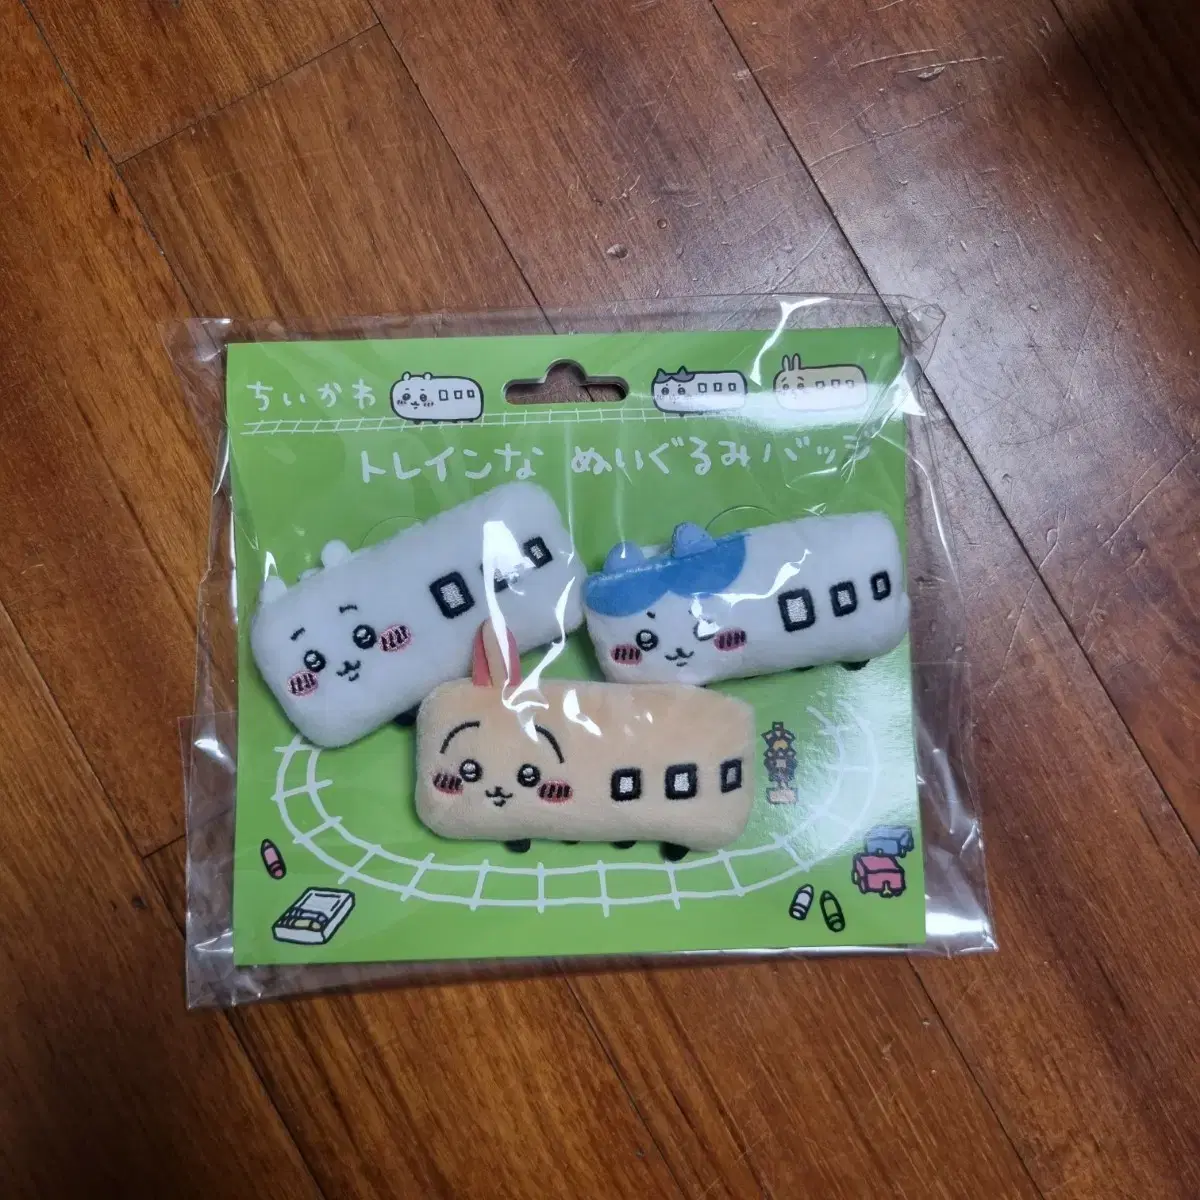 ちいかわ
トレインな ぬいぐるみバッジ